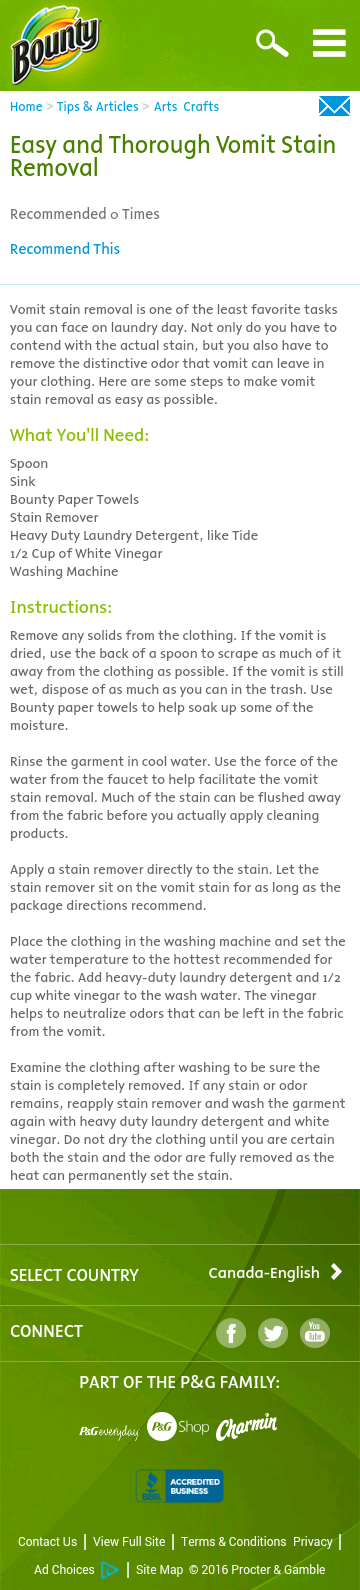 Bounty
Home > Tips & Articles > Arts Crafts
Easy and Thorough Vomit Stain
Removal
Recommended 0 Times
Recommend This
Vomit stain removal is one of the least favorite tasks
you can face on laundry day. Not only do you have to
contend with the actual stain, but you also have to
remove the distinctive odor that vomit can leave in
your clothing. Here are some steps to make vomit
stain removal as easy as possible.
What You'll Need:
Spoon
Sink
Bounty Paper Towels
Stain Remover
Heavy Duty Laundry Detergent, like Tide
1/2 Cup of White Vinegar
Washing Machine
Instructions:
Remove any solids from the clothing. If the vomit is
dried, use the back of a spoon to scrape as much of it
away from the clothing as possible. If the vomit is still
wet, dispose of as much as you can in the trash. Use
Bounty paper towels to help soak up some of the
moisture.
Rinse the garment in cool water. Use the force of the
water from the faucet to help facilitate the vomit
stain removal. Much of the stain can be flushed away
from the fabric before you actually apply cleaning
products.
Apply a stain remover directly to the stain. Let the
stain remover sit on the vomit stain for as long as the
package directions recommend.
Place the clothing in the washing machine and set the
water temperature to the hottest recommended for
the fabric. Add heavy-duty laundry detergent and 1/2
cup white vinegar to the wash water. The vinegar
helps to neutralize odors that can be left in the fabric
from the vomit.
Examine the clothing after washing to be sure the
stain is completely removed. If any stain or odor
remains, reapply stain remover and wash the garment
again with heavy duty laundry detergent and white
vinegar. Do not dry the clothing until you are certain
both the stain and the odor are fully removed as the
heat can permanently set the stain.
SELECT COUNTRY Canada-English
CONNECT f You Tube
PART OF THE P&G FAMILY:
P&G everyday P&G Shop Charmin
BBB. ACCREDITED BUSINESS
Contact Us | View Full Site | Terms & Conditions Privacy |
Ad Choices | Site Map © 2016 Procter & Gamble